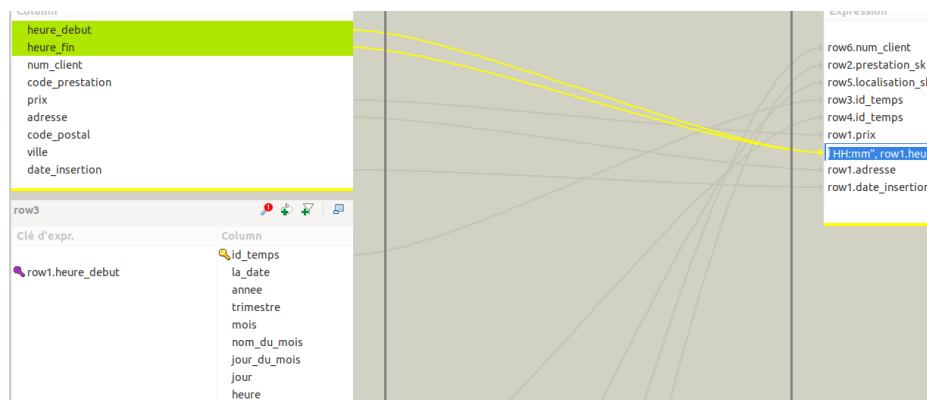 Column
heure_debut
heure_fin
num_client
code_prestation
prix
adresse
code_postal
ville
date_insertion
row3
Clé d'expr.
Column
id_temps
row1.heure_debut
la_date
annee
trimestre
mois
nom_du_mois
jour_du_mois
jour
heure
Expression
row6.num_client
row2.prestation_sk
row5.localisation_sk
row3.id_temps
row4.id_temps
row1.prix
HH:mm", row1.heu
row1.adresse
row1.date_insertion